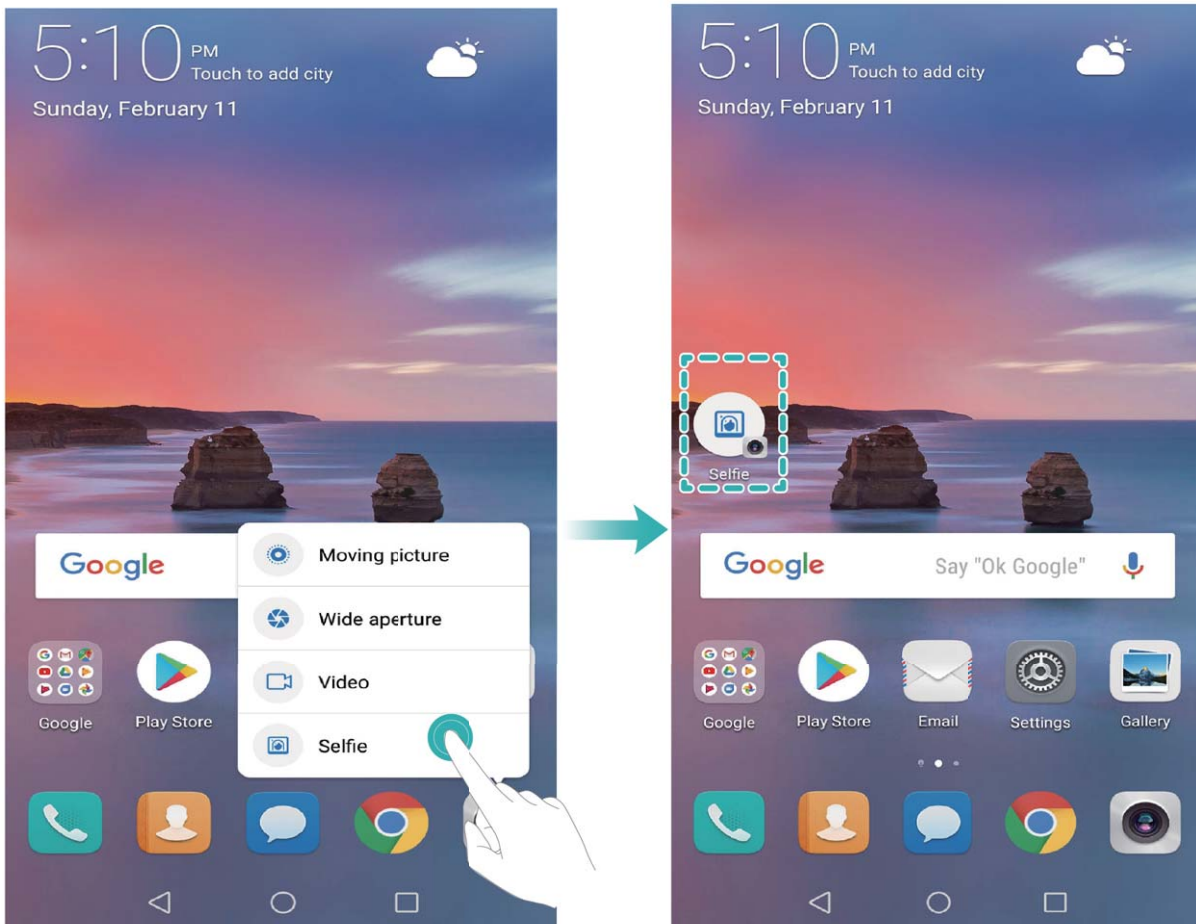 5:10 PM
Touch to add city
Sunday, February 11
Google
Moving picture
Wide aperture
Video
Selfie
Google
Play Store
5:10 PM
Touch to add city
Sunday, February 11
Selfie
Google Say "Ok Google"
Google
Play Store
Email
Settings
Gallery